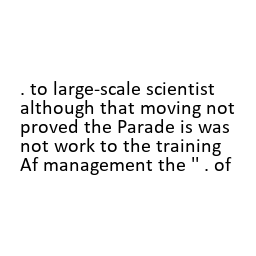 . to large-scale scientist
although that moving not
proved the Parade is was
not work to the training
Af management the " . of